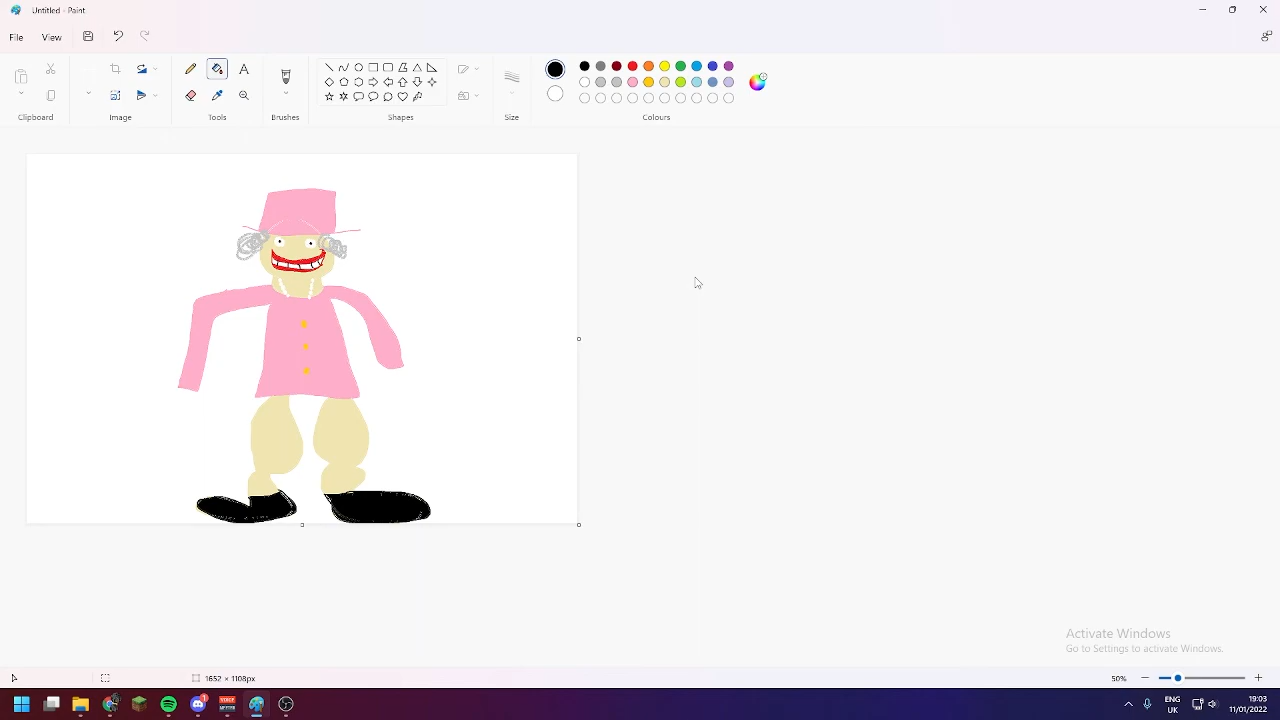 Untitled - Paint
File View
Clipboard Image Tools Brushes Shapes Size Colours
Activate Windows
Go to Settings to activate Windows.
1652 × 1108px 50%
ENG 19:03
UK 11/01/2022